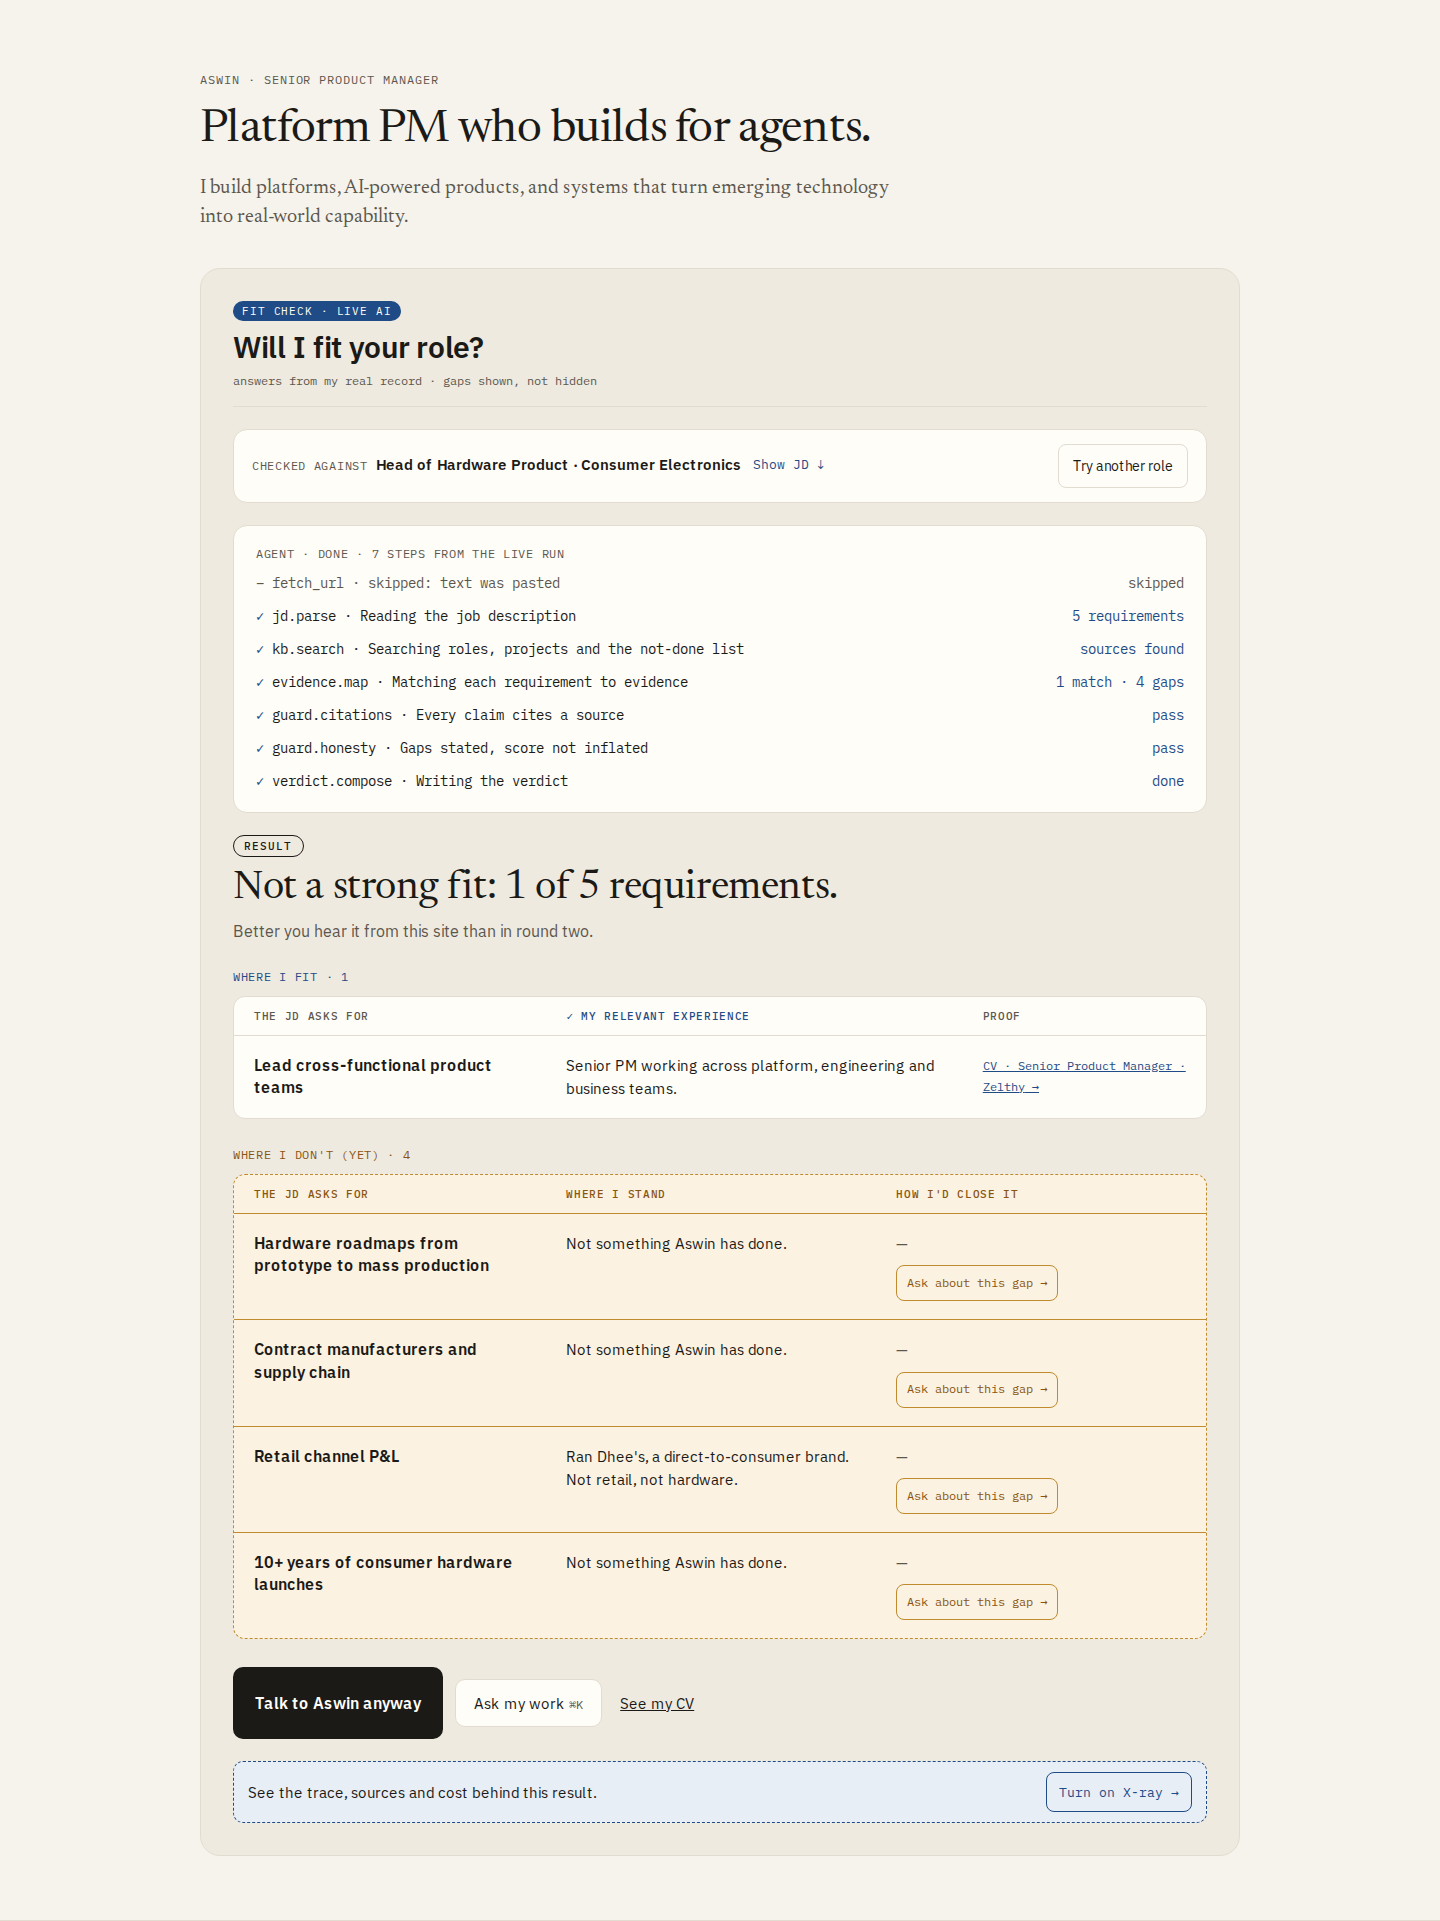 ASWIN · SENIOR PRODUCT MANAGER
Platform PM who builds for agents.
I build platforms, AI-powered products, and systems that turn emerging technology
into real-world capability.
FIT CHECK · LIVE AI
Will I fit your role?
answers from my real record · gaps shown, not hidden
CHECKED AGAINST Head of Hardware Product · Consumer Electronics Show JD ↓
Try another role
AGENT · DONE · 7 STEPS FROM THE LIVE RUN
– fetch_url · skipped: text was pasted skipped
✓ jd.parse · Reading the job description 5 requirements
✓ kb.search · Searching roles, projects and the not-done list sources found
✓ evidence.map · Matching each requirement to evidence 1 match · 4 gaps
✓ guard.citations · Every claim cites a source pass
✓ guard.honesty · Gaps stated, score not inflated pass
✓ verdict.compose · Writing the verdict done
RESULT
Not a strong fit: 1 of 5 requirements.
Better you hear it from this site than in round two.
WHERE I FIT · 1
THE JD ASKS FOR ✓ MY RELEVANT EXPERIENCE PROOF
Lead cross-functional product
teams
Senior PM working across platform, engineering and
business teams.
CV · Senior Product Manager ·
Zelthy →
WHERE I DON'T (YET) · 4
THE JD ASKS FOR WHERE I STAND HOW I'D CLOSE IT
Hardware roadmaps from
prototype to mass production
Not something Aswin has done.
—
Ask about this gap →
Contract manufacturers and
supply chain
Not something Aswin has done.
—
Ask about this gap →
Retail channel P&L
Ran Dhee's, a direct-to-consumer brand.
Not retail, not hardware.
—
Ask about this gap →
10+ years of consumer hardware
launches
Not something Aswin has done.
—
Ask about this gap →
Talk to Aswin anyway
Ask my work ⌘K
See my CV
See the trace, sources and cost behind this result.
Turn on X-ray →